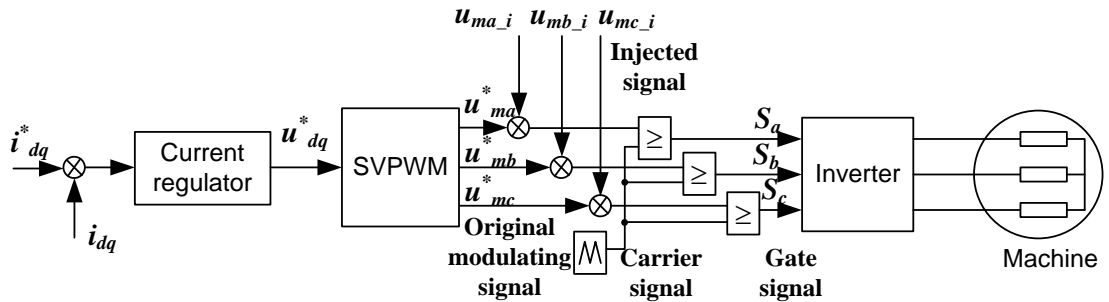 u_ma_i u_mb_i u_mc_i
Injected
signal
u*_ma
u*_mb
u*_mc
i*_dq
i_dq
Current
regulator
u*_dq
SVPWM
≥
≥
≥
S_a
S_b
S_c
Inverter
Original
modulating
signal
Carrier
signal
Gate
signal
Machine